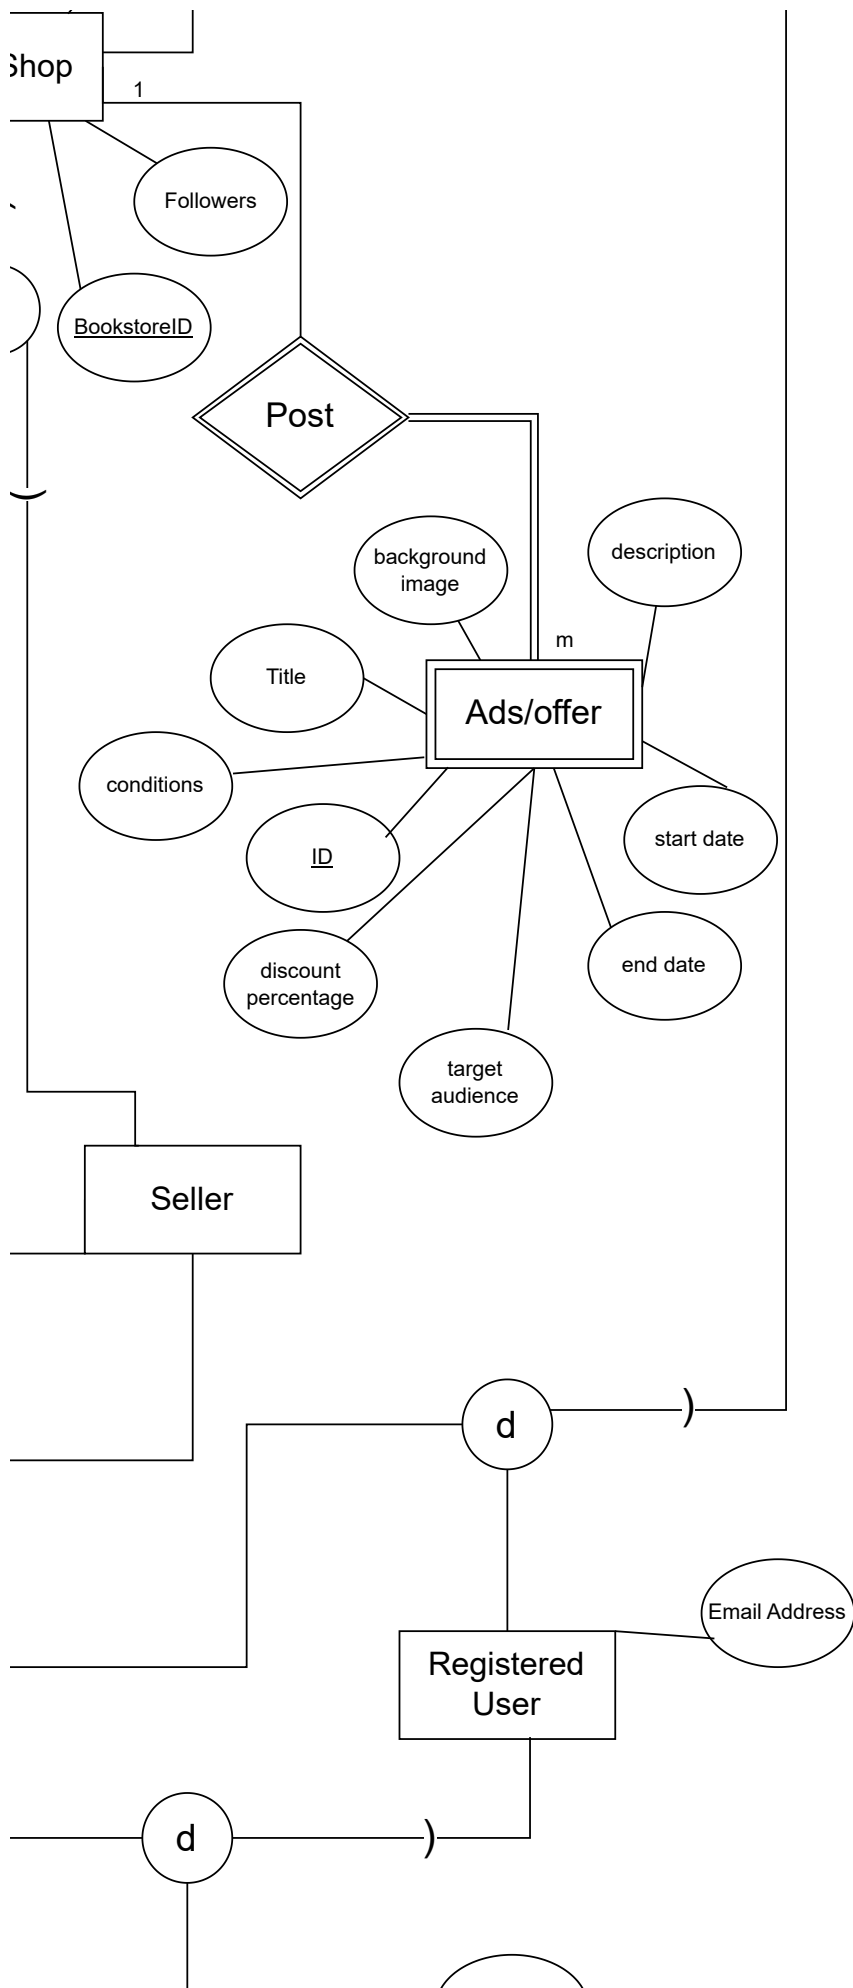 Shop
1
Followers
BookstoreID
Post
background
image
description
m
Title
Ads/offer
conditions
start date
ID
end date
discount
percentage
target
audience
Seller
d
)
Email Address
Registered
User
d
)